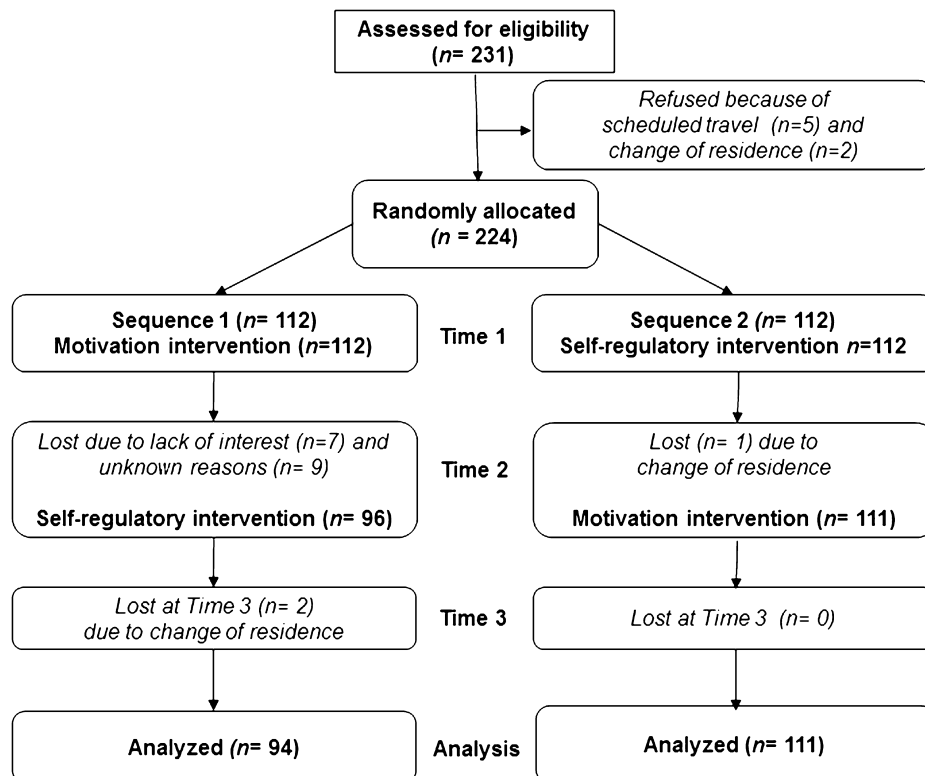 Assessed for eligibility
(n= 231)
Refused because of
scheduled travel (n=5) and
change of residence (n=2)
Randomly allocated
(n = 224)
Sequence 1 (n= 112)
Motivation intervention (n=112)
Time 1
Sequence 2 (n= 112)
Self-regulatory intervention n=112
Lost due to lack of interest (n=7) and
unknown reasons (n= 9)
Self-regulatory intervention (n= 96)
Time 2
Lost (n= 1) due to
change of residence
Motivation intervention (n= 111)
Lost at Time 3 (n= 2)
due to change of residence
Time 3
Lost at Time 3 (n= 0)
Analyzed (n= 94)
Analysis
Analyzed (n= 111)